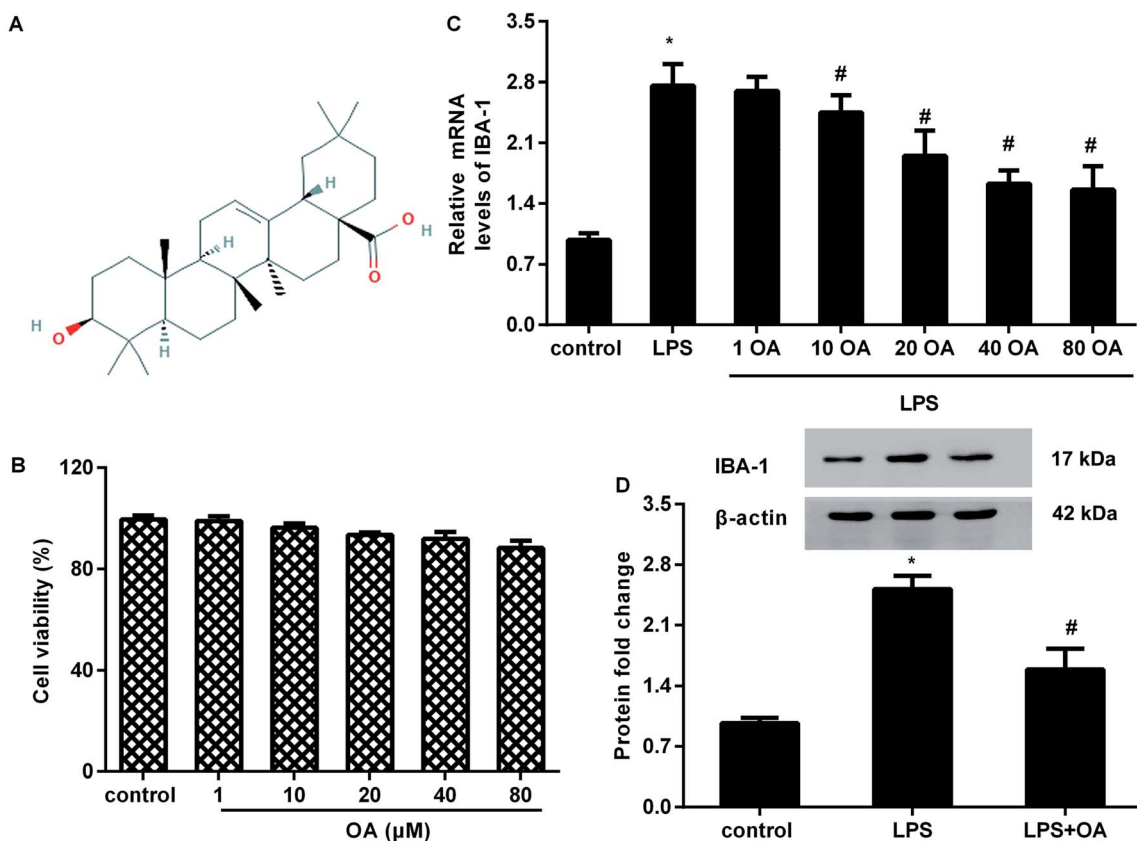 A
H
H
O
H
O
H
O
H
B
120
80
40
0
Cell viability (%)
control 1 10 20 40 80
OA (μM)
C
3.5
2.8
2.1
1.4
0.7
0.0
Relative mRNA
levels of IBA-1
* # # # #
control LPS 1 OA 10 OA 20 OA 40 OA 80 OA
LPS
IBA-1 17 kDa
β-actin 42 kDa
D
3.5
2.8
2.1
1.4
0.7
0.0
Protein fold change
* #
control LPS LPS+OA